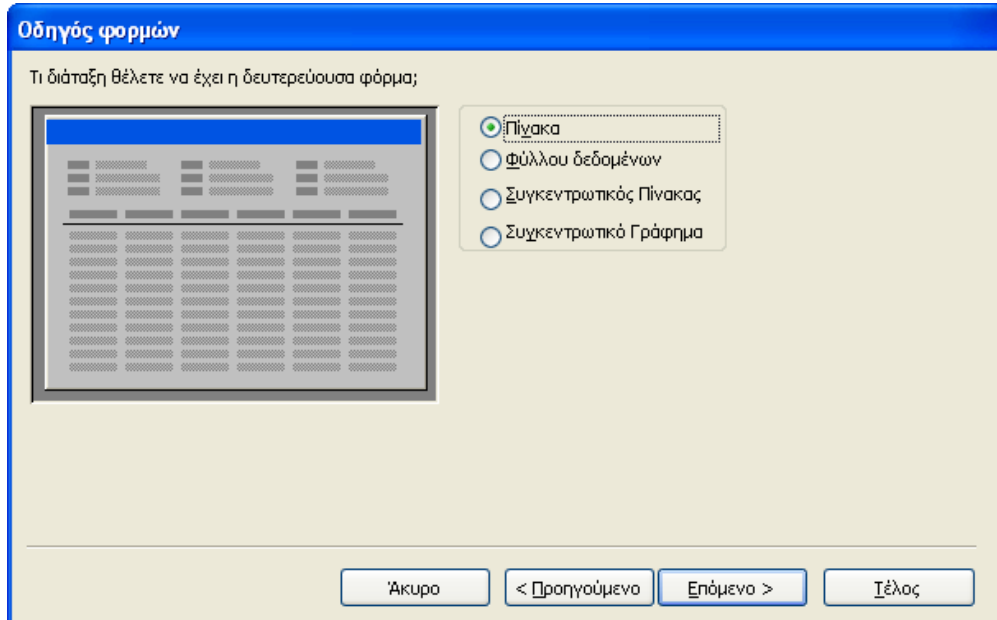 Οδηγός φορμών
Τι διάταξη θέλετε να έχει η δευτερεύουσα φόρμα;
Πίνακα
Φύλλου δεδομένων
Συγκεντρωτικός Πίνακας
Συγκεντρωτικό Γράφημα
Άκυρο
< Προηγούμενο
Επόμενο >
Τέλος